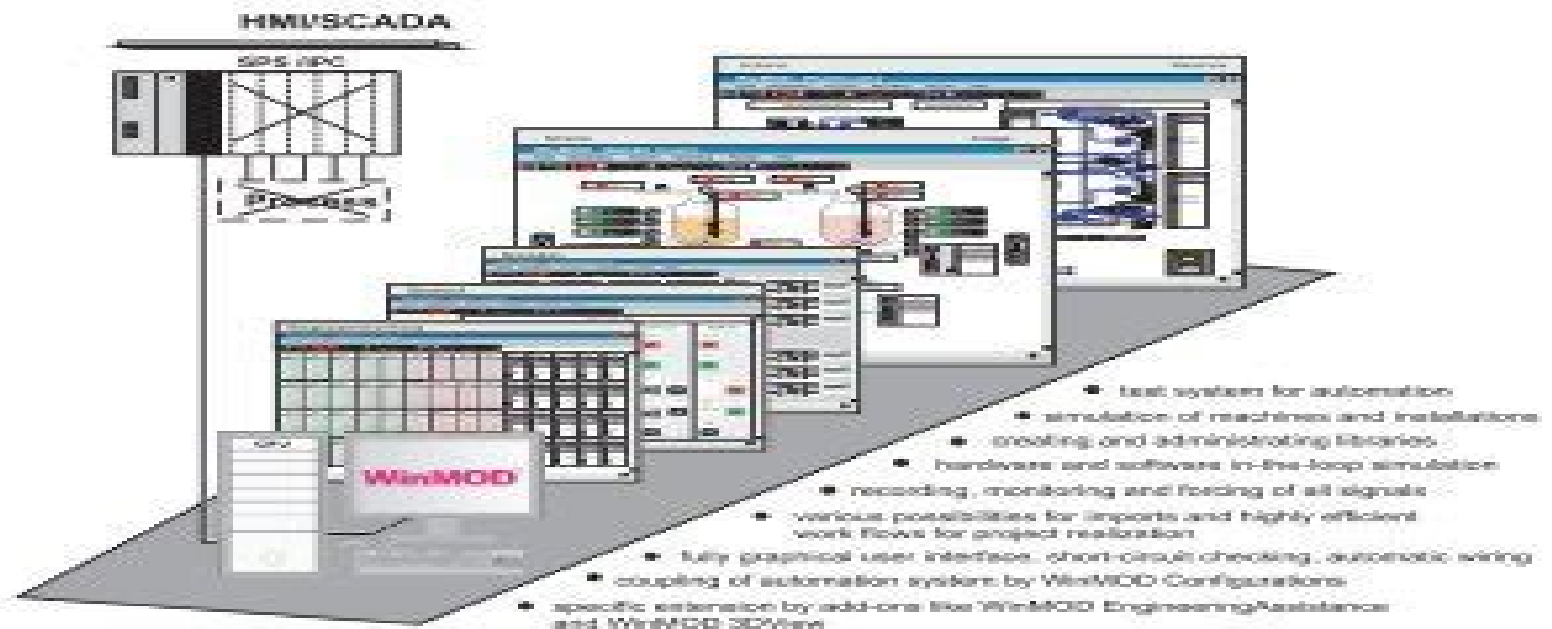 HMI/SCADA
SPS /IPC
Process
CPU
WinMOD
• test system for automation
• simulation of machines and installations
• creating and administrating libraries
• hardware and software in-the-loop simulation
• recording, monitoring and forcing of all signals
• various possibilities for imports and highly efficient
work flows for project realization
• fully graphical user interface, short-circuit checking, automatic wiring
• coupling of automation system by WinMOD Configurations
• specific extension by add-ons like WinMOD EngineeringAssistance
and WinMOD 3DView